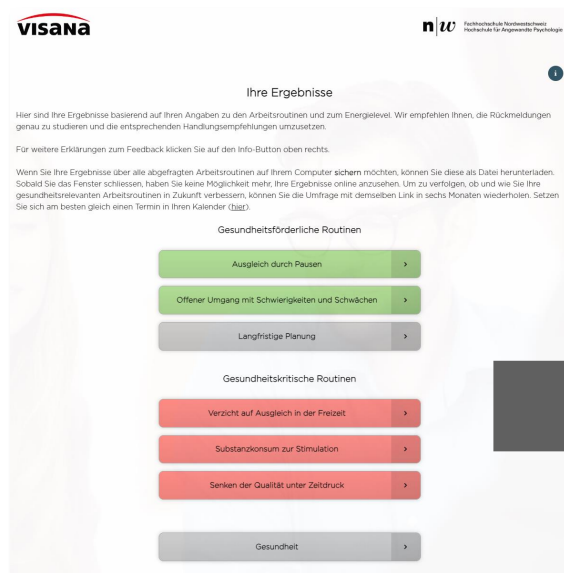 visana
n|w Fachhochschule Nordwestschweiz
Hochschule für Angewandte Psychologie
i
Ihre Ergebnisse
Hier sind Ihre Ergebnisse basierend auf Ihren Angaben zu den Arbeitsroutinen und zum Energielevel. Wir empfehlen Ihnen, die Rückmeldungen
genau zu studieren und die entsprechenden Handlungsempfehlungen umzusetzen.
Für weitere Erklärungen zum Feedback klicken Sie auf den Info-Button oben rechts.
Wenn Sie Ihre Ergebnisse über alle abgefragten Arbeitsroutinen auf Ihrem Computer sichern möchten, können Sie diese als Datei herunterladen.
Sobald Sie das Fenster schliessen, haben Sie keine Möglichkeit mehr, Ihre Ergebnisse online anzusehen. Um zu verfolgen, ob und wie Sie Ihre
gesundheitsrelevanten Arbeitsroutinen in Zukunft verbessern, können Sie die Umfrage mit demselben Link in sechs Monaten wiederholen. Setzen
Sie sich am besten gleich einen Termin in Ihren Kalender (hier).
Gesundheitsförderliche Routinen
Ausgleich durch Pausen >
Offener Umgang mit Schwierigkeiten und Schwächen >
Langfristige Planung >
Gesundheitskritische Routinen
Verzicht auf Ausgleich in der Freizeit >
Substanzkonsum zur Stimulation >
Senken der Qualität unter Zeitdruck >
Gesundheit >